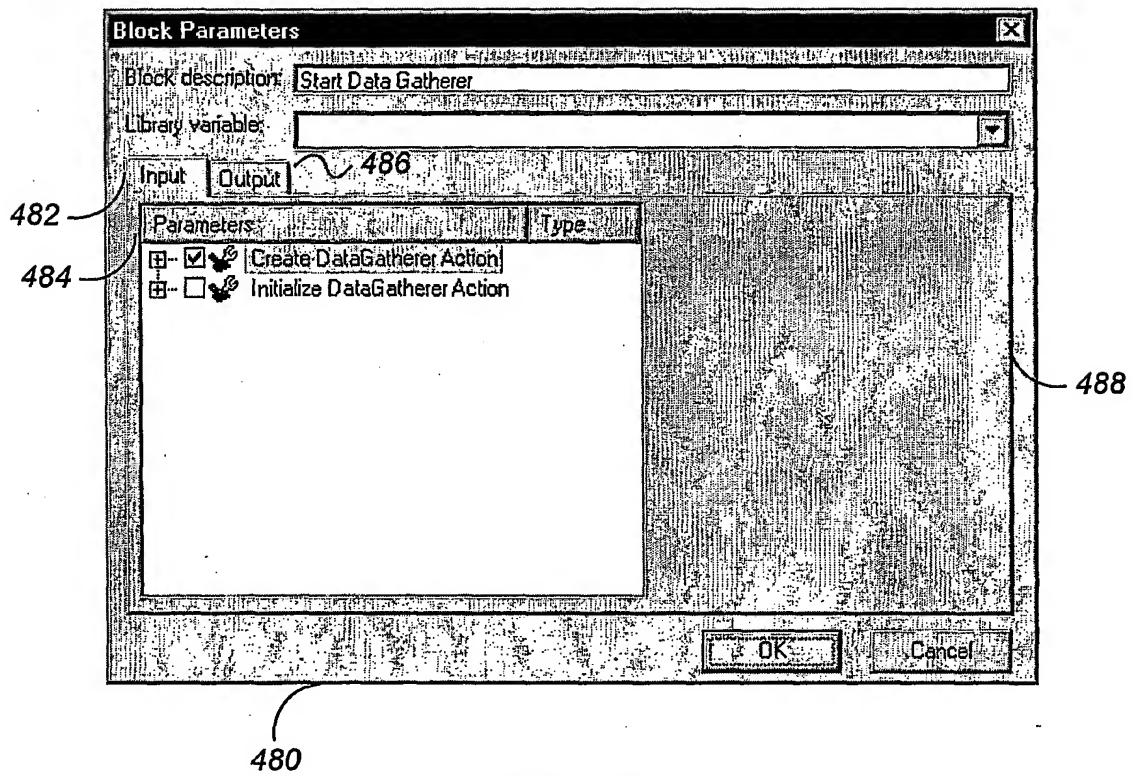 Block Parameters
Block description: Start Data Gatherer
Library variable:
Input Output 486
482
Parameters Type
Create DataGatherer Action
484
Initialize DataGatherer Action
488
OK Cancel
480